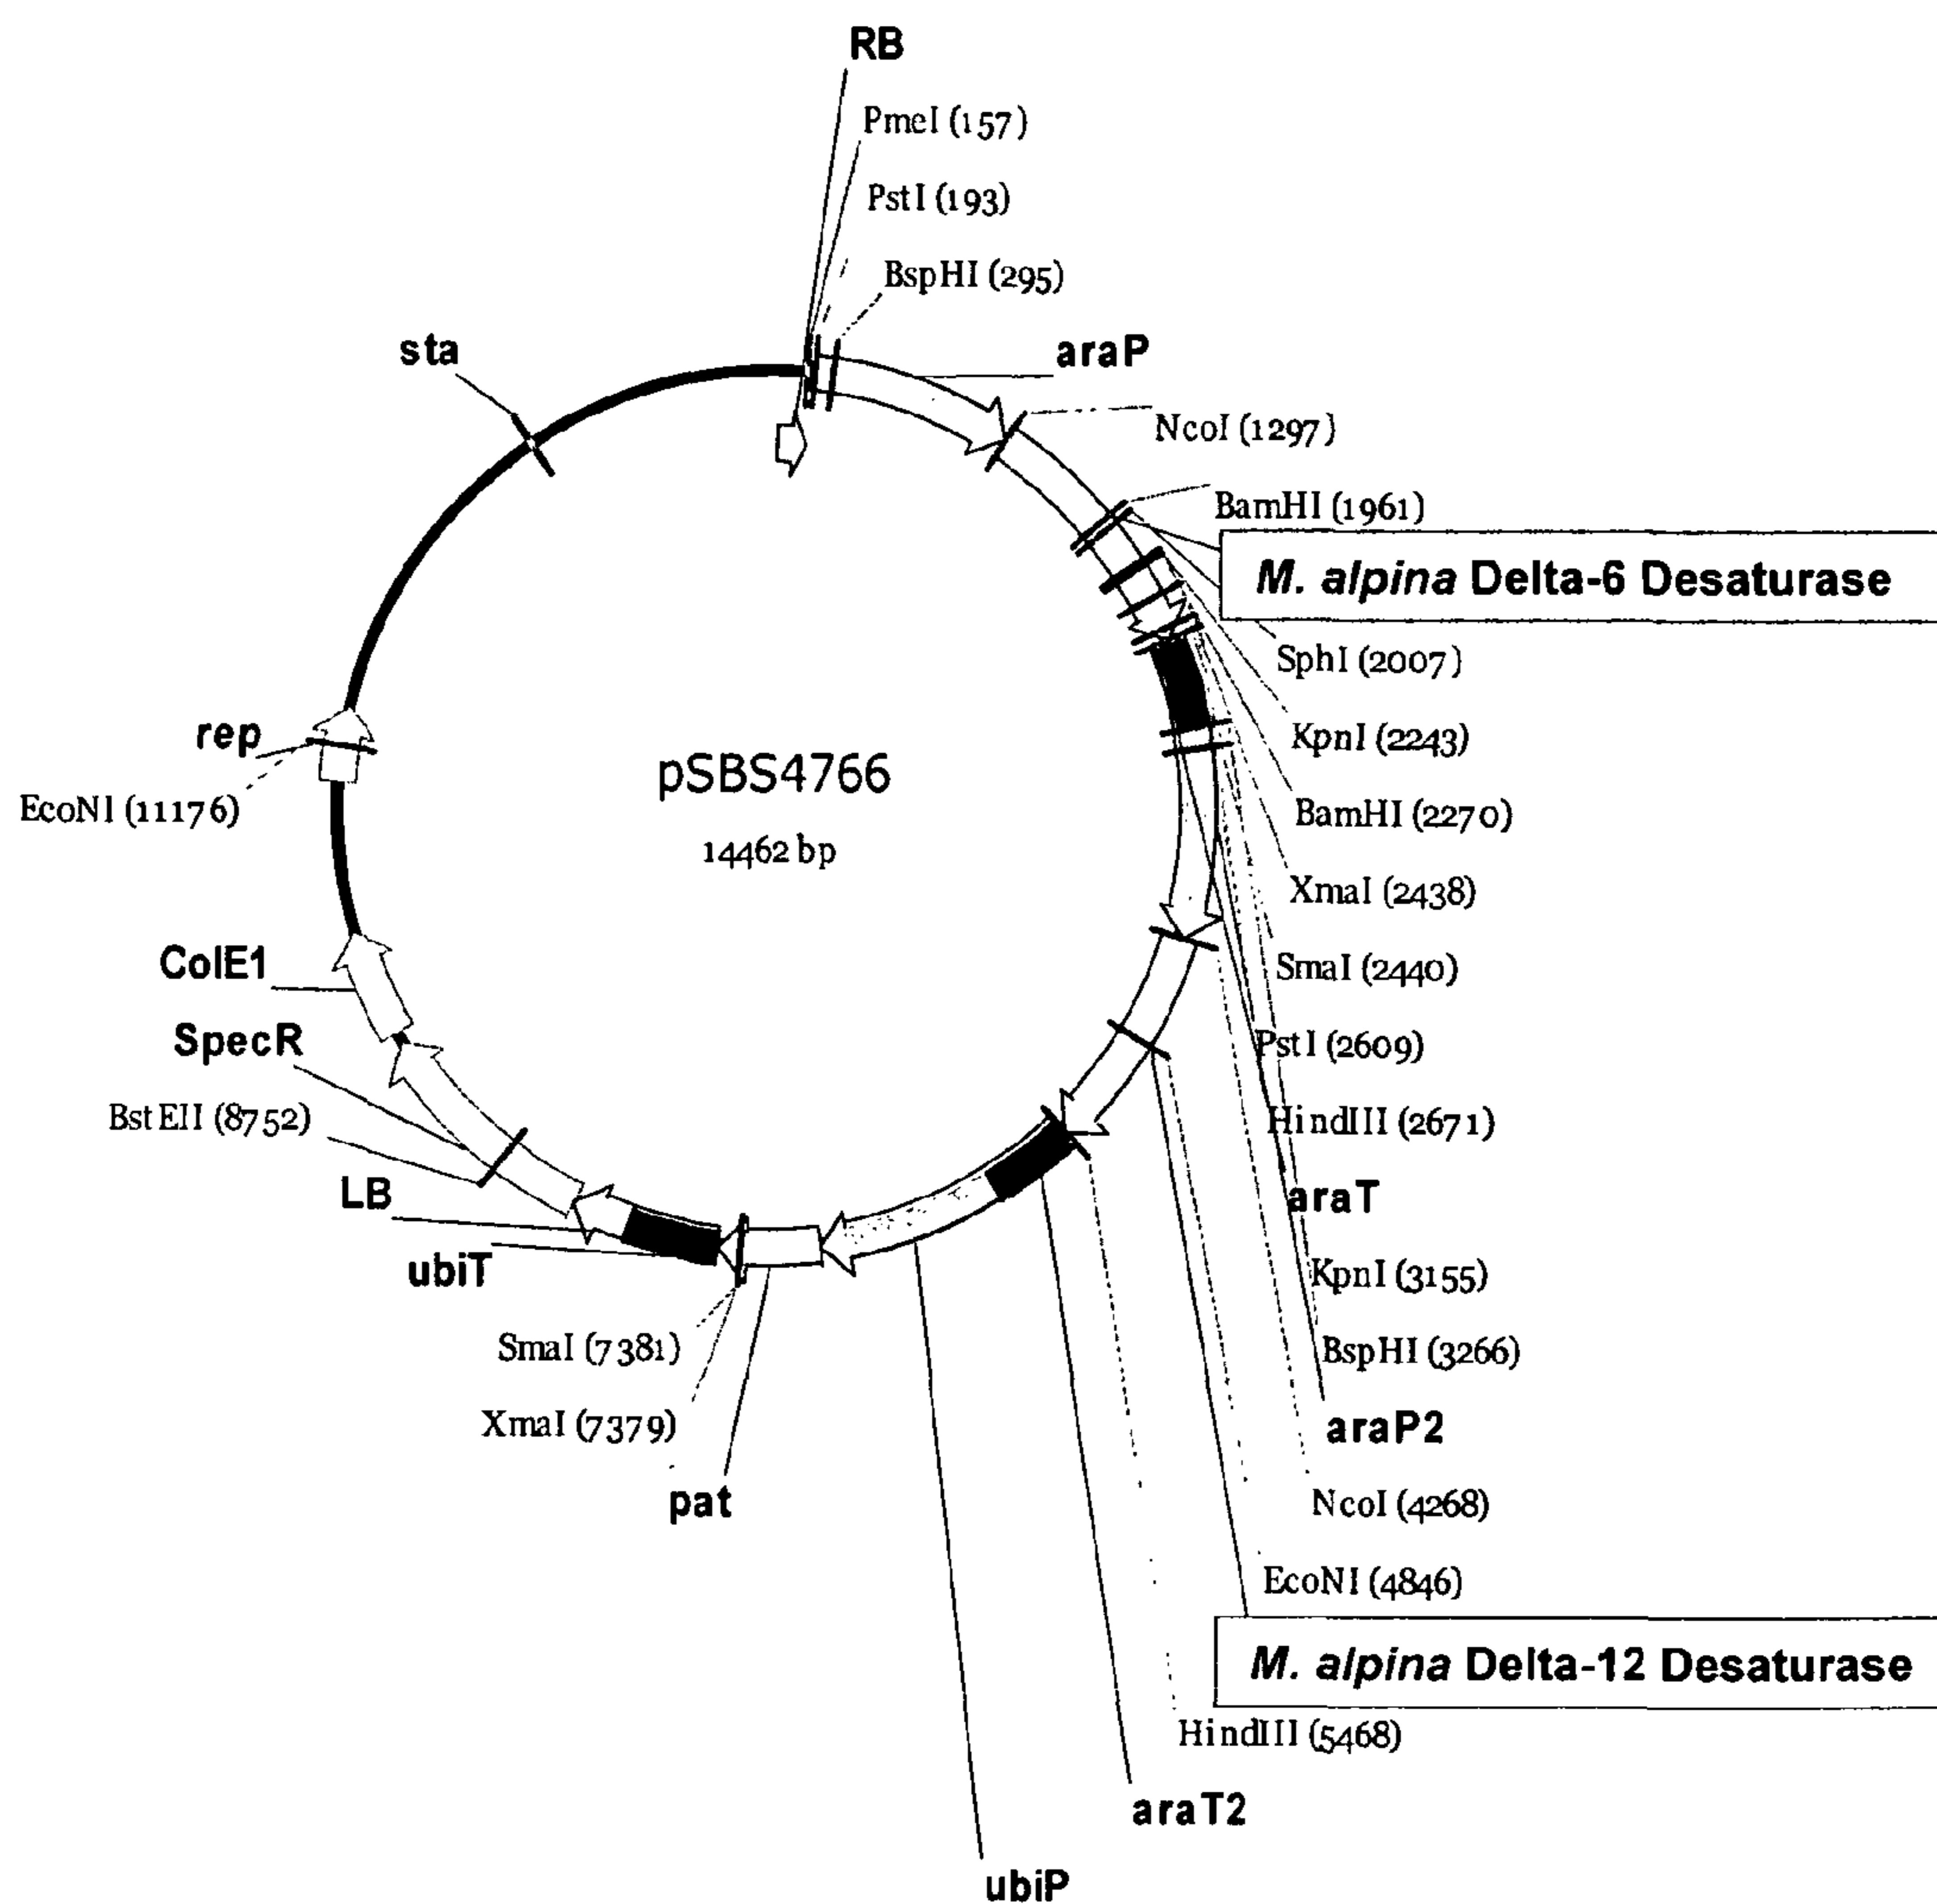 RB
PmeI (157)
PstI (193)
BspHI (295)
sta
araP
NcoI (1297)
BamHI (1961)
M. alpina Delta-6 Desaturase
SphI (2007)
rep
KpnI (2243)
pSBS4766
EcoNI (11176)
BamHI (2270)
14462 bp
XmaI (2438)
ColE1
SmaI (2440)
SpecR
PstI (2609)
BstEII (8752)
HindIII (2671)
LB
araT
ubiT
KpnI (3155)
SmaI (7381)
BspHI (3266)
XmaI (7379)
araP2
pat
NcoI (4268)
EcoNI (4846)
M. alpina Delta-12 Desaturase
HindIII (5468)
araT2
ubiP